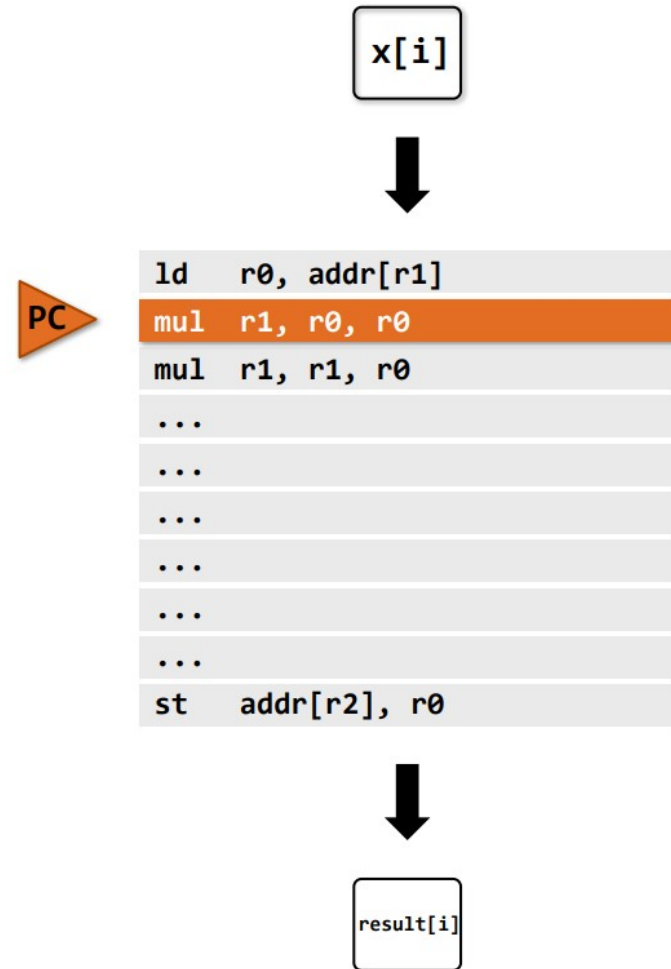 x[i]
ld r0, addr[r1]
PC
mul r1, r0, r0
mul r1, r1, r0
...
...
...
...
...
...
st addr[r2], r0
result[i]